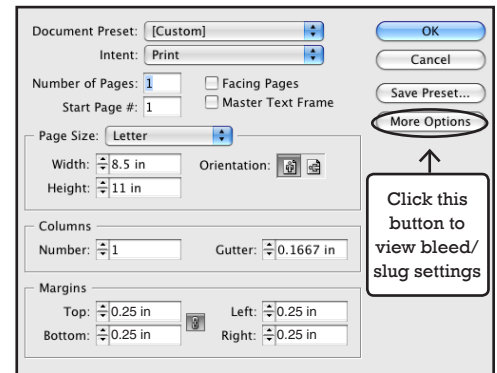 Document Preset: [Custom]
Intent: Print
Number of Pages: 1
Facing Pages
Start Page #: 1
Master Text Frame
Page Size: Letter
Width: 8.5 in
Orientation:
Height: 11 in
Columns
Number: 1
Gutter: 0.1667 in
Margins
Top: 0.25 in
Left: 0.25 in
Bottom: 0.25 in
Right: 0.25 in
OK
Cancel
Save Preset...
More Options
Click this
button to
view bleed/
slug settings